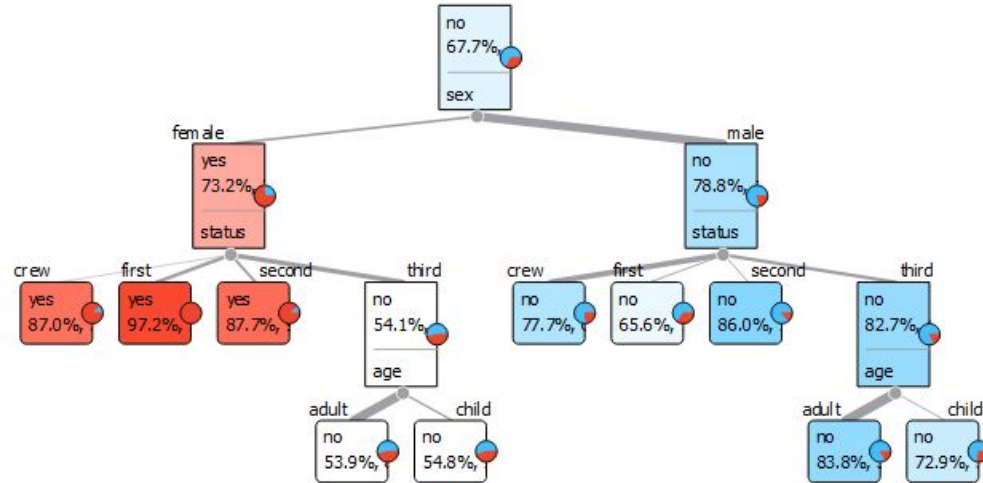 no
67.7%,
sex
female
male
yes
73.2%,
status
no
78.8%,
status
crew
first
second
third
crew
first
second
third
yes
87.0%,
yes
97.2%,
yes
87.7%,
no
54.1%,
age
no
77.7%,
no
65.6%,
no
86.0%,
no
82.7%,
age
adult
child
adult
child
no
53.9%,
no
54.8%,
no
83.8%,
no
72.9%,